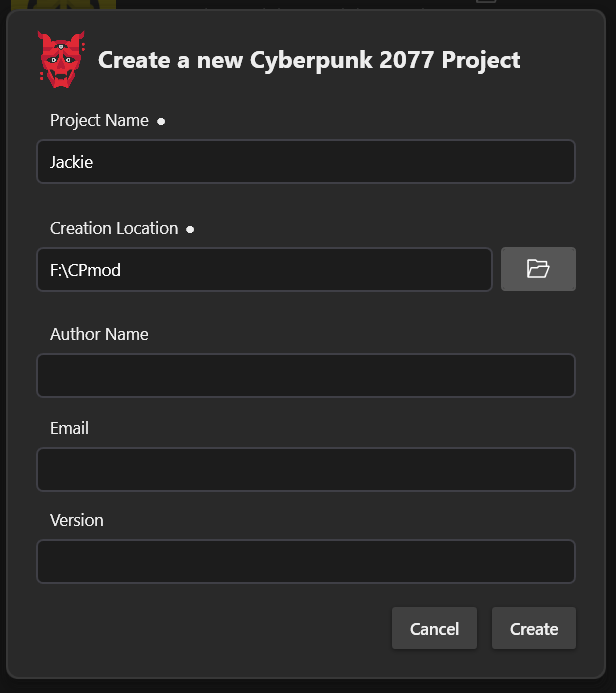 Create a new Cyberpunk 2077 Project
Project Name
Jackie
Creation Location
F:\CPmod
Author Name
Email
Version
Cancel Create